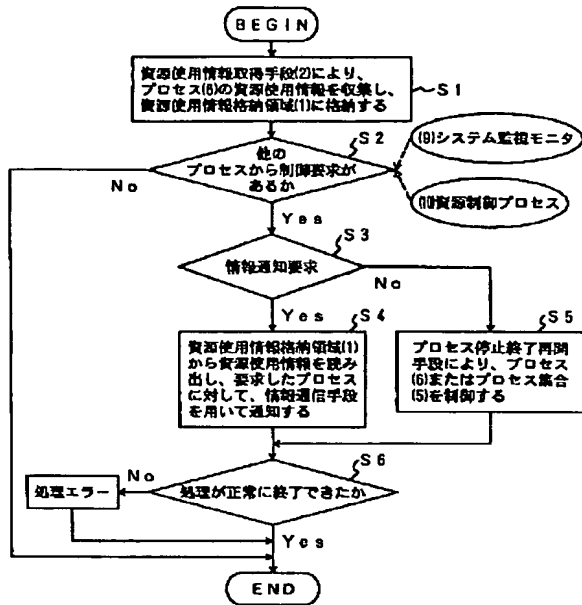 BEGIN
資源使用情報取得手段(2)により、
プロセス(6)の資源使用情報を収集し、
資源使用情報格納領域(1)に格納する
S1
S2
他の
プロセスから制御要求が
あるか
(9)システム監視モニタ
(10)資源制御プロセス
No
Yes
S3
情報通知要求
No
Yes
S4
資源使用情報格納領域(1)
から資源使用情報を読み
出し、要求したプロセス
に対して、情報通信手段
を用いて通知する
S5
プロセス停止終了再開
手段により、プロセス
(6)またはプロセス集合
(5)を制御する
S6
処理が正常に終了できたか
No
処理エラー
Yes
END